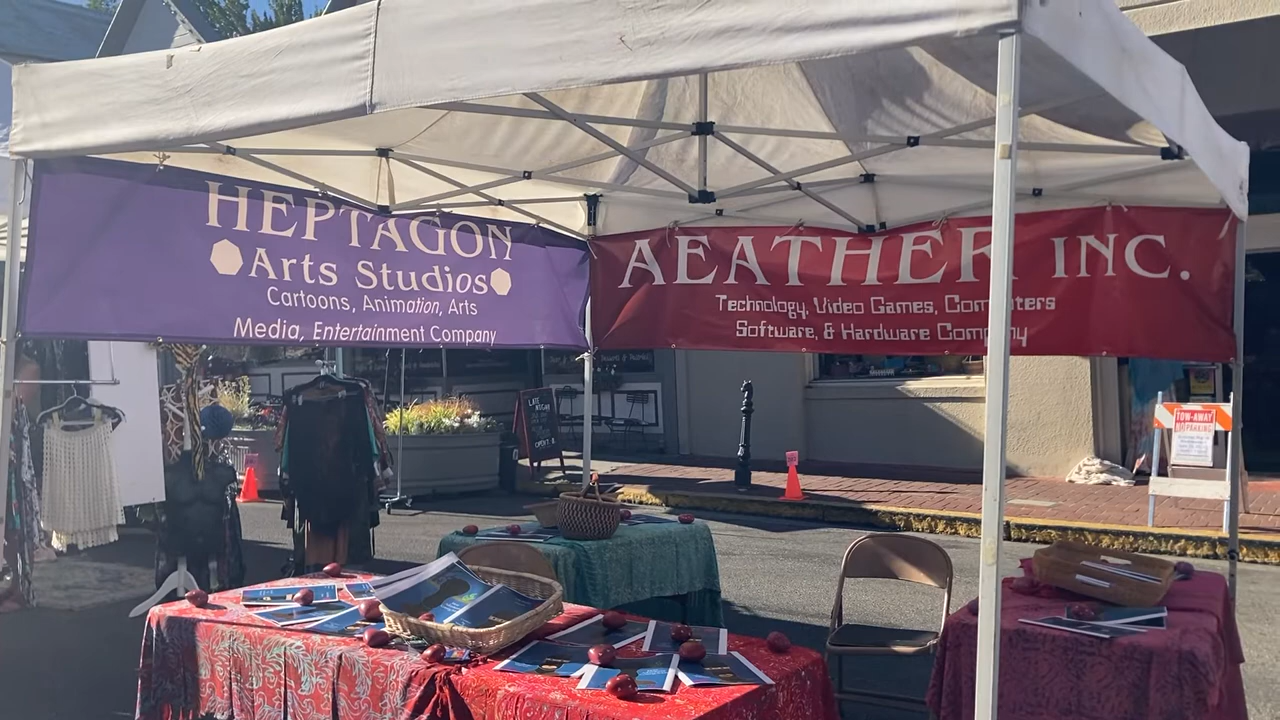 HEPTAGON
Arts Studios
Cartoons, Animation, Arts
Media, Entertainment Company
AEATHER INC.
Technology, Video Games, Computers
Software, & Hardware Company
LATE
NIGHT
TOW-AWAY
NO PARKING